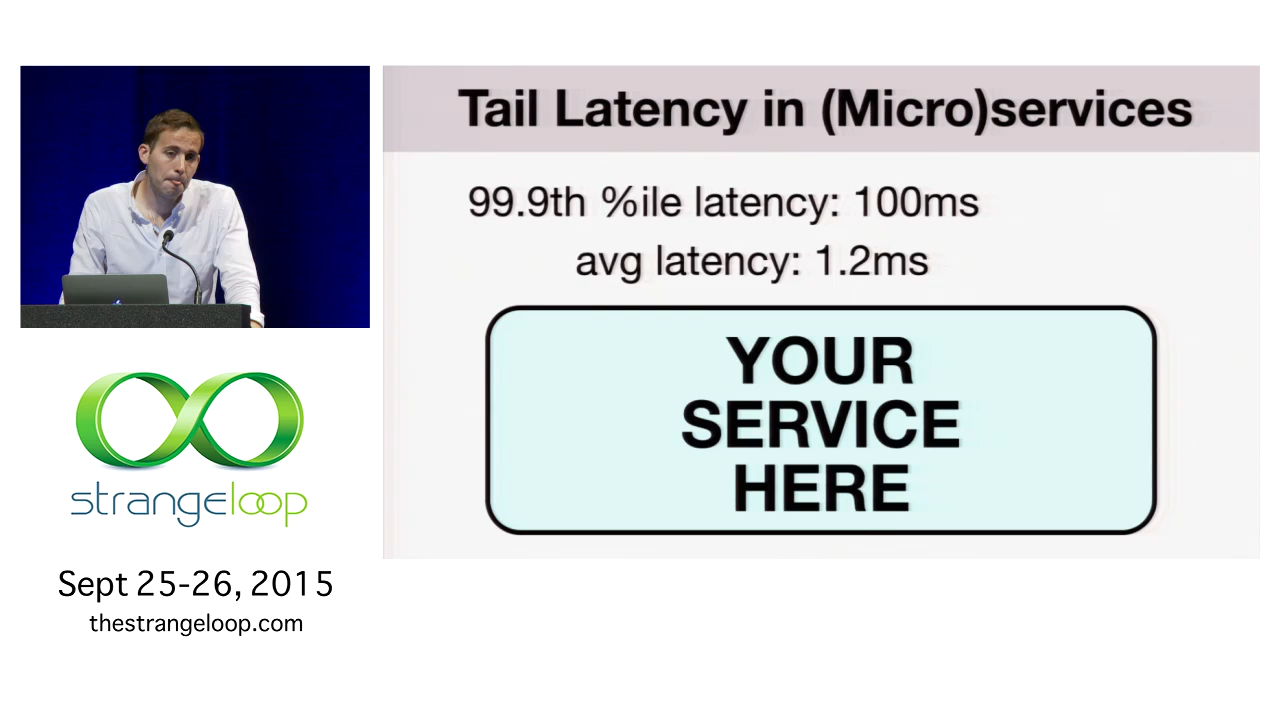 Tail Latency in (Micro)services
99.9th %ile latency: 100ms
avg latency: 1.2ms
YOUR
SERVICE
HERE
strangeloop
Sept 25-26, 2015
thestrangeloop.com